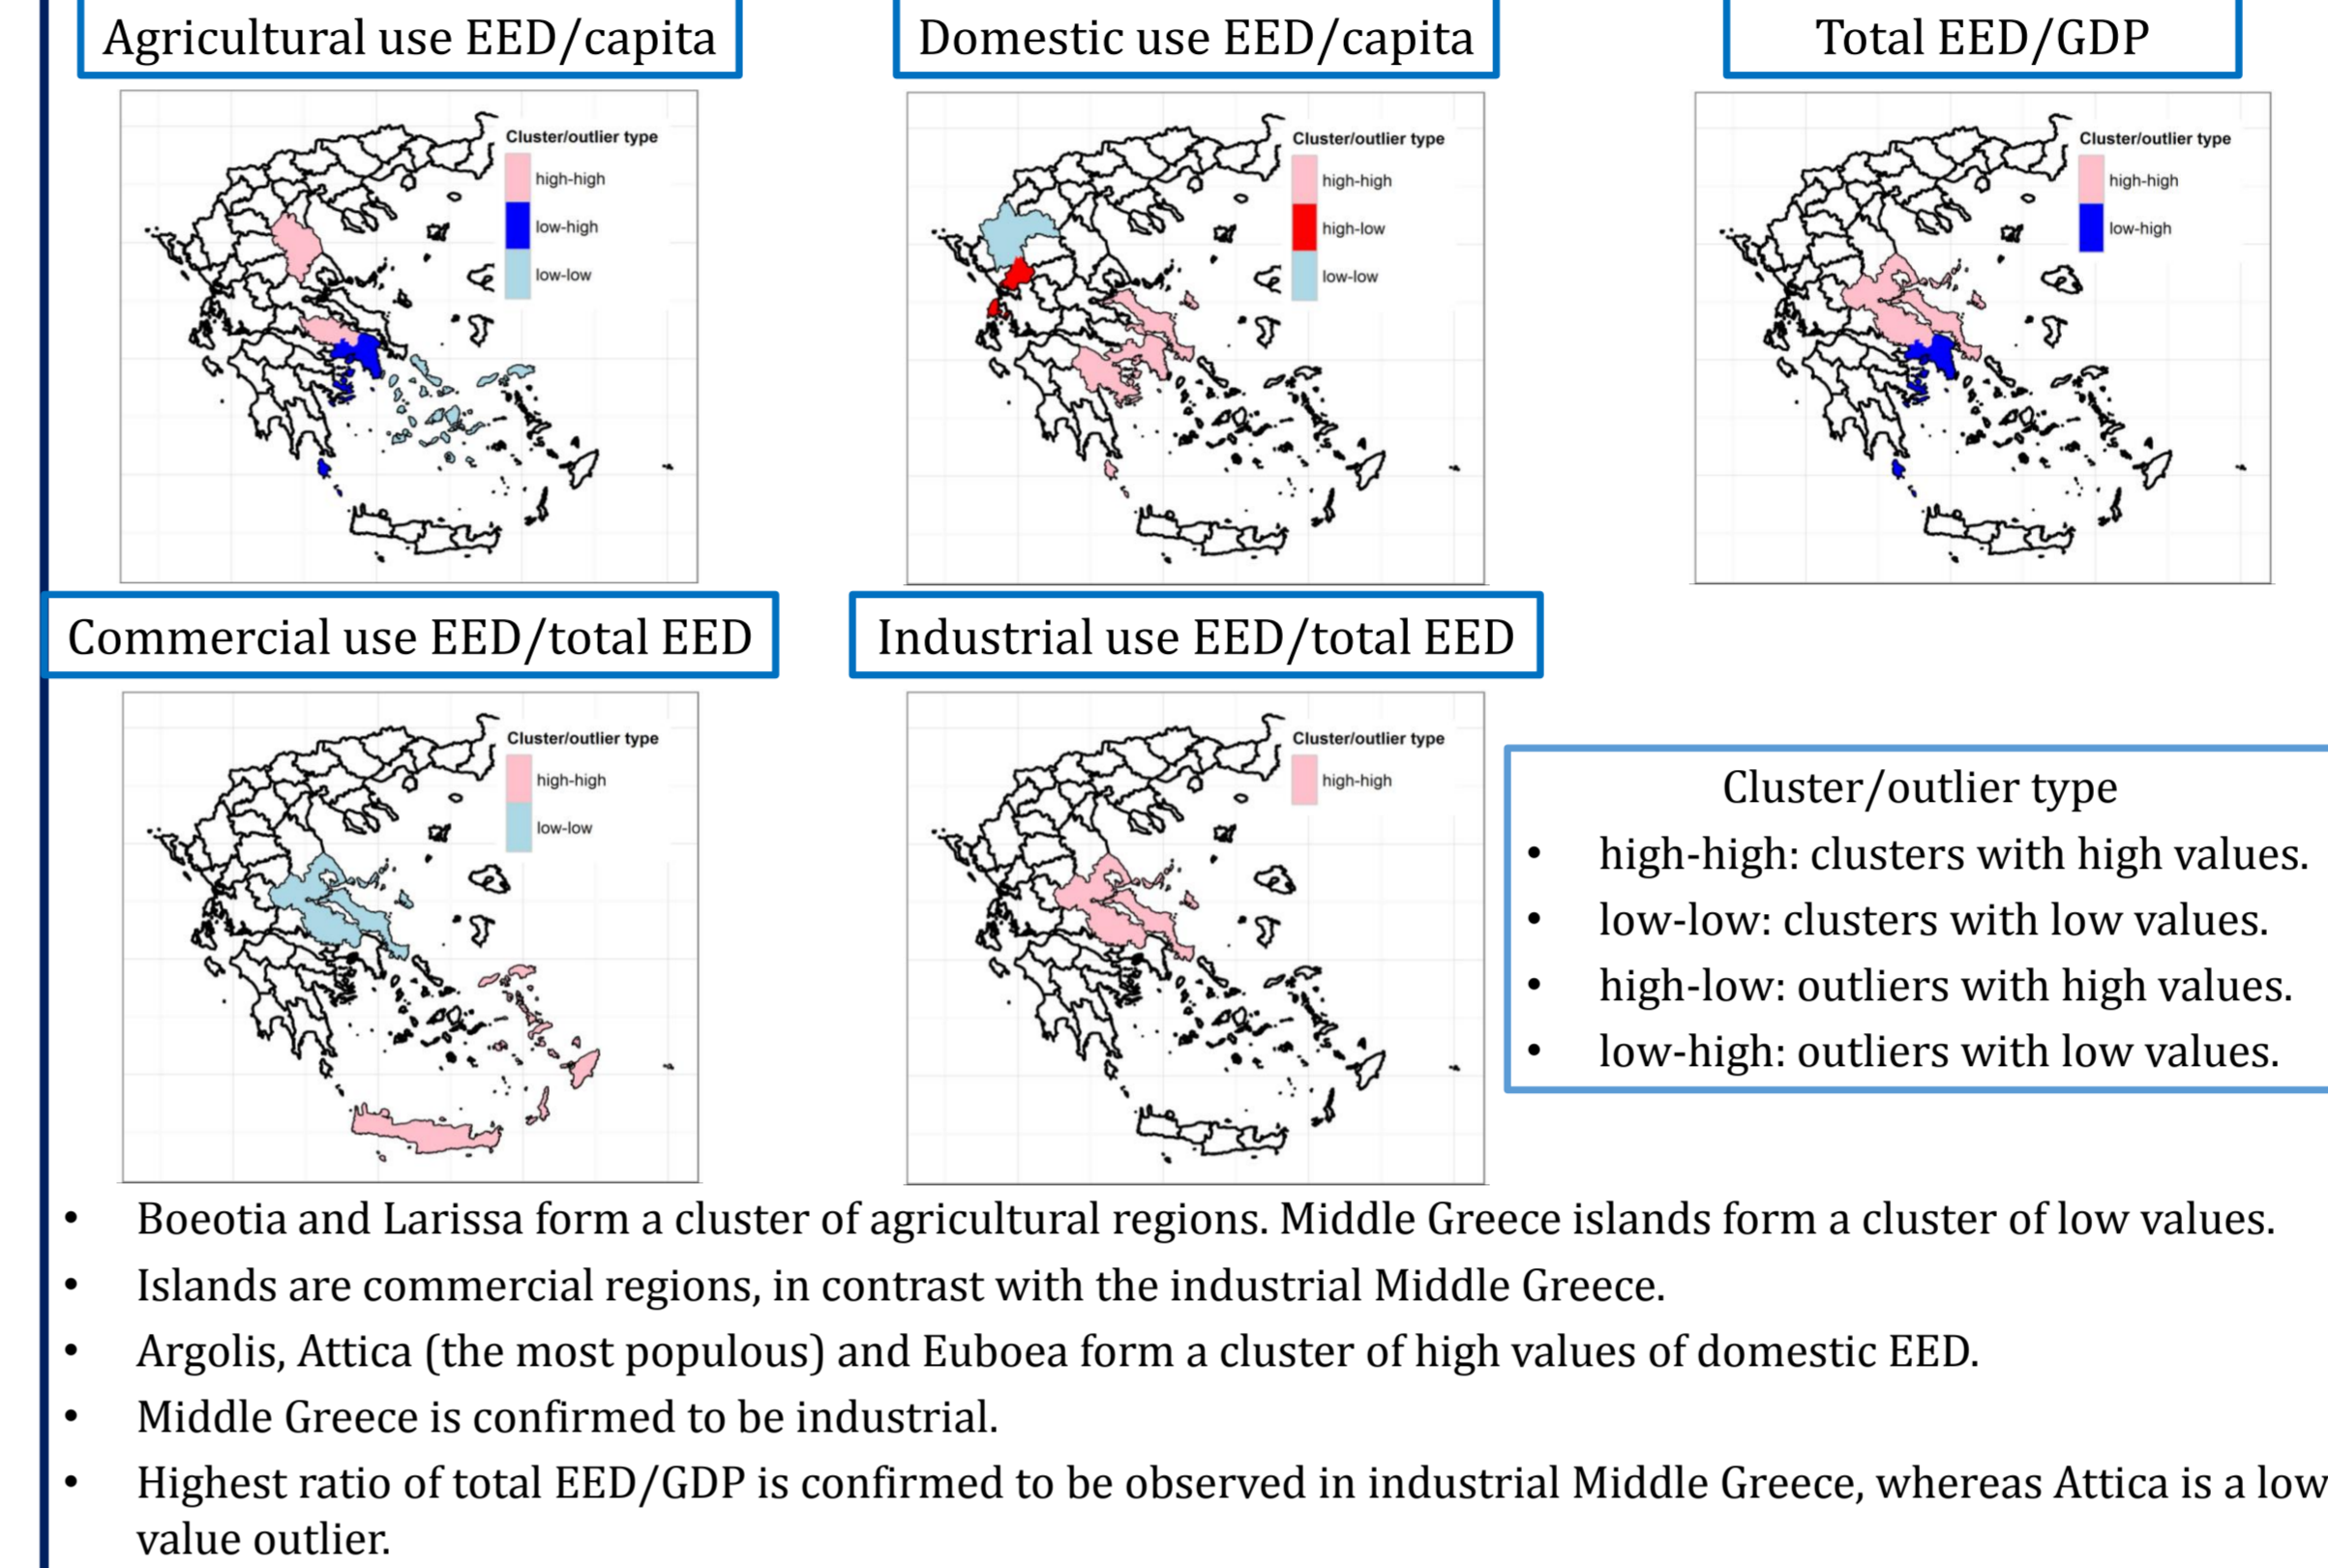 Agricultural use EED/capita
Domestic use EED/capita
Total EED/GDP
Cluster/outlier type
high-high
low-high
low-low
Cluster/outlier type
high-high
high-low
low-low
Cluster/outlier type
high-high
low-high
Commercial use EED/total EED
Industrial use EED/total EED
Cluster/outlier type
high-high
low-low
Cluster/outlier type
high-high
Cluster/outlier type
• high-high: clusters with high values.
• low-low: clusters with low values.
• high-low: outliers with high values.
• low-high: outliers with low values.
• Boeotia and Larissa form a cluster of agricultural regions. Middle Greece islands form a cluster of low values.
• Islands are commercial regions, in contrast with the industrial Middle Greece.
• Argolis, Attica (the most populous) and Euboea form a cluster of high values of domestic EED.
• Middle Greece is confirmed to be industrial.
• Highest ratio of total EED/GDP is confirmed to be observed in industrial Middle Greece, whereas Attica is a low
value outlier.